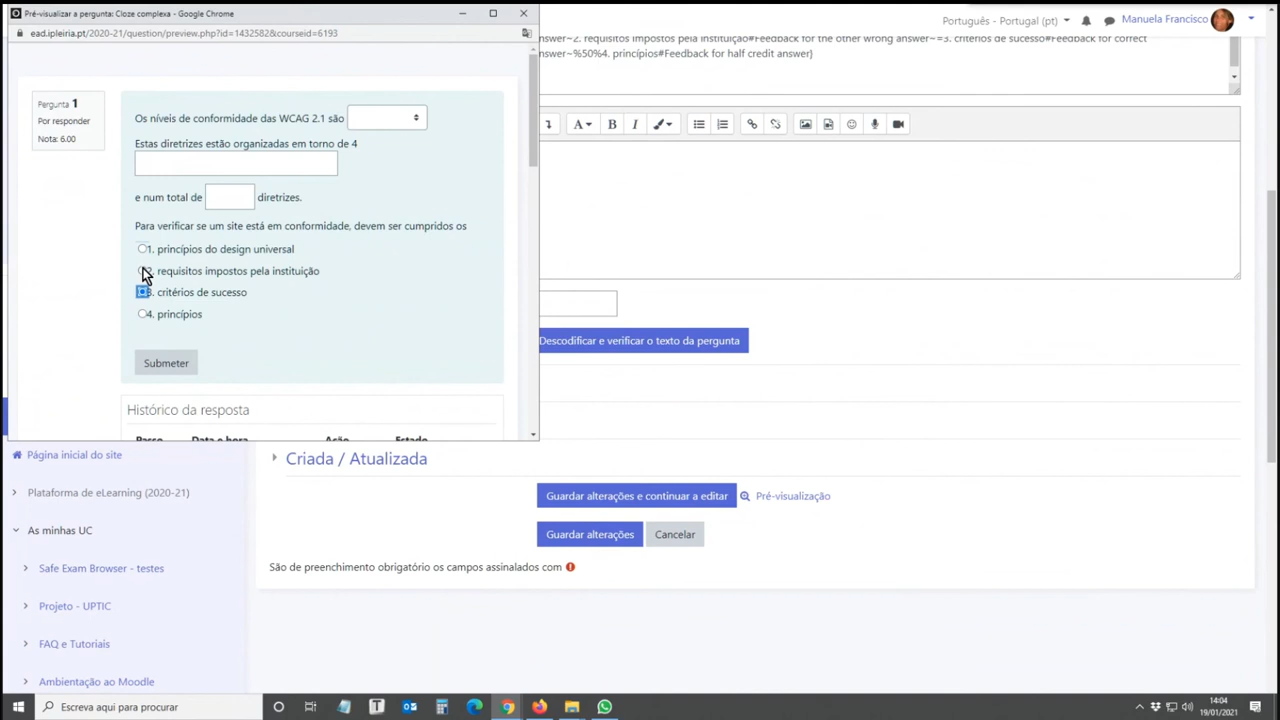 Pré-visualizar a pergunta: Cloze complexa - Google Chrome
ead.ipleiria.pt/2020-21/question/preview.php?id=1432582&courseid=6193
Português - Portugal (pt)
Manuela Francisco
nswer~2. requisitos impostos pela instituição#Feedback for the other wrong answer~=3. critérios de sucesso#Feedback for correct
nswer~%50%4. princípios#Feedback for half credit answer}
Pergunta 1
Por responder
Nota: 6.00
Os níveis de conformidade das WCAG 2.1 são
Estas diretrizes estão organizadas em torno de 4
e num total de diretrizes.
Para verificar se um site está em conformidade, devem ser cumpridos os
1. princípios do design universal
requisitos impostos pela instituição
3. critérios de sucesso
4. princípios
Submeter
Histórico da resposta
Passo Data e hora Ação Estado
Descodificar e verificar o texto da pergunta
Criada / Atualizada
Guardar alterações e continuar a editar
Pré-visualização
Guardar alterações
Cancelar
São de preenchimento obrigatório os campos assinalados com
Página inicial do site
Plataforma de eLearning (2020-21)
As minhas UC
Safe Exam Browser - testes
Projeto - UPTIC
FAQ e Tutoriais
Ambientação ao Moodle
Escreva aqui para procurar
14:04
19/01/2021